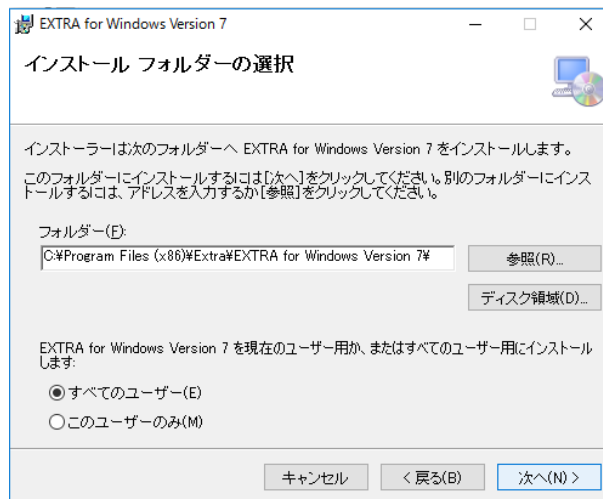 EXTRA for Windows Version 7
インストール フォルダーの選択
インストーラーは次のフォルダーへ EXTRA for Windows Version 7 をインストールします。
このフォルダーにインストールするには[次へ]をクリックしてください。別のフォルダーにインス
トールするには、アドレスを入力するか[参照]をクリックしてください。
フォルダー(F):
C:¥Program Files (x86)¥Extra¥EXTRA for Windows Version 7¥
参照(R)...
ディスク領域(D)...
EXTRA for Windows Version 7 を現在のユーザー用か、またはすべてのユーザー用にインストール
します:
すべてのユーザー(E)
このユーザーのみ(M)
キャンセル
< 戻る(B)
次へ(N) >